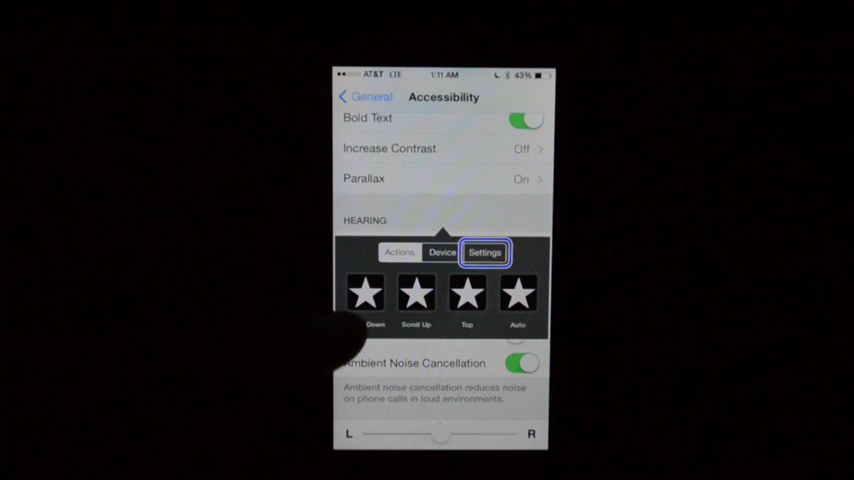 AT&T LTE 1:11 AM 43%
General Accessibility
Bold Text
Increase Contrast Off
Parallax On
HEARING
Actions Device Settings
Down Scroll Up Top Auto
Ambient Noise Cancellation
Ambient noise cancellation reduces noise
on phone calls in loud environments.
L R